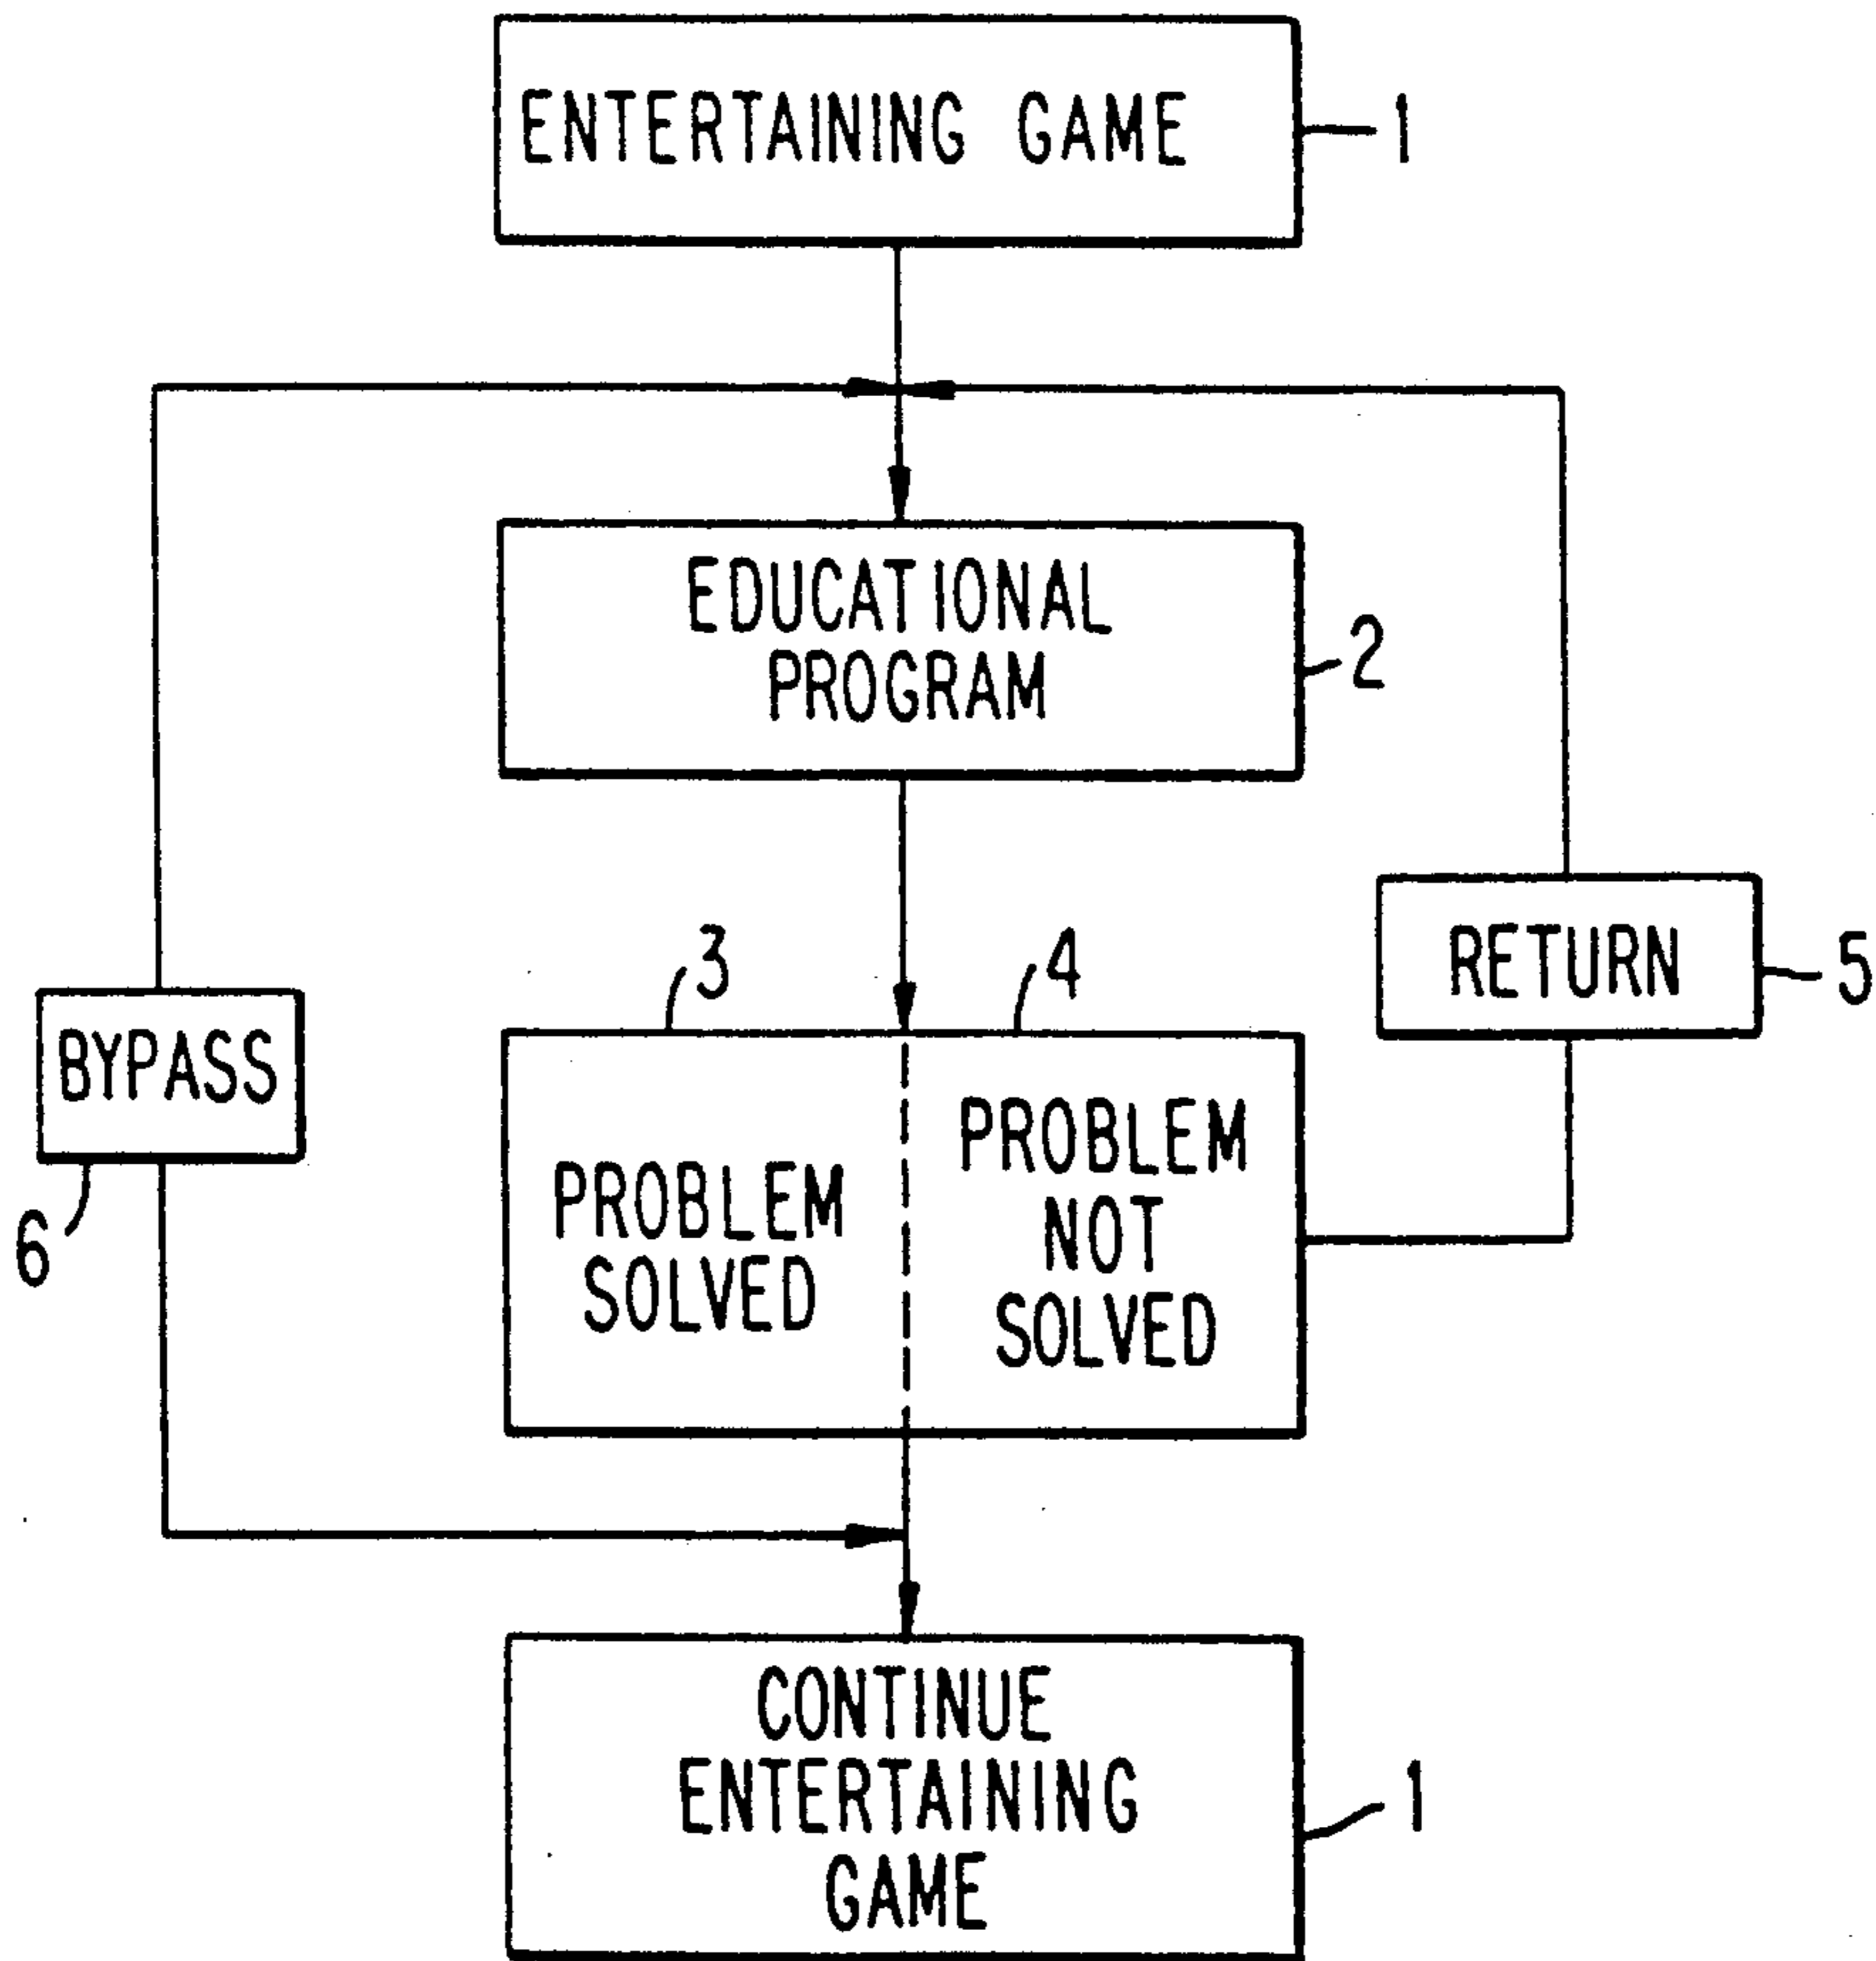 ENTERTAINING GAME
1
EDUCATIONAL
PROGRAM
2
RETURN
5
BYPASS
6
3
4
PROBLEM
SOLVED
PROBLEM
NOT
SOLVED
CONTINUE
ENTERTAINING
GAME
1